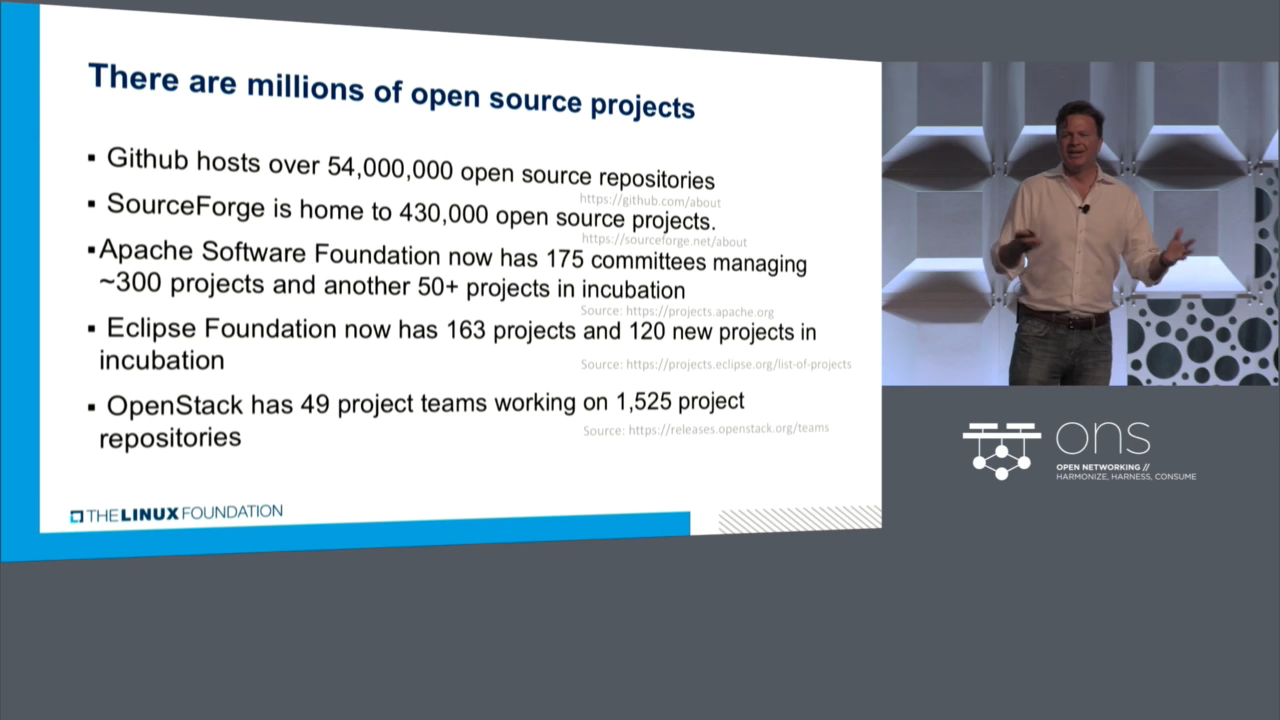 There are millions of open source projects
▪ Github hosts over 54,000,000 open source repositories
https://github.com/about
▪ SourceForge is home to 430,000 open source projects.
https://sourceforge.net/about
▪Apache Software Foundation now has 175 committees managing
~300 projects and another 50+ projects in incubation
Source: https://projects.apache.org
▪ Eclipse Foundation now has 163 projects and 120 new projects in
incubation
Source: https://projects.eclipse.org/list-of-projects
▪ OpenStack has 49 project teams working on 1,525 project
repositories
Source: https://releases.openstack.org/teams
THE LINUX FOUNDATION
ons
OPEN NETWORKING //
HARMONIZE, HARNESS, CONSUME